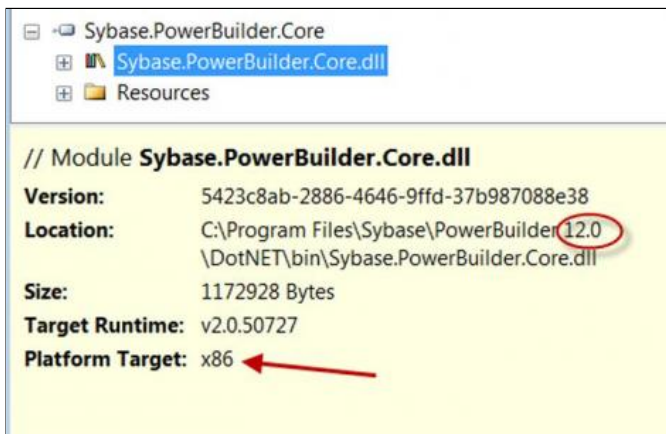 Sybase.PowerBuilder.Core
Sybase.PowerBuilder.Core.dll
Resources
// Module Sybase.PowerBuilder.Core.dll
Version: 5423c8ab-2886-4646-9ffd-37b987088e38
Location: C:\Program Files\Sybase\PowerBuilder 12.0
\DotNET\bin\Sybase.PowerBuilder.Core.dll
Size: 1172928 Bytes
Target Runtime: v2.0.50727
Platform Target: x86